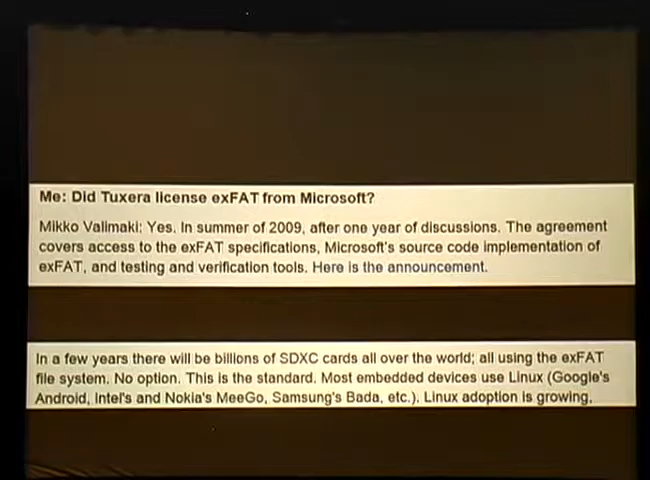 Me: Did Tuxera license exFAT from Microsoft?
Mikko Valimaki: Yes. In summer of 2009, after one year of discussions. The agreement
covers access to the exFAT specifications, Microsoft's source code implementation of
exFAT, and testing and verification tools. Here is the announcement.
In a few years there will be billions of SDXC cards all over the world; all using the exFAT
file system. No option. This is the standard. Most embedded devices use Linux (Google's
Android, Intel's and Nokia's MeeGo, Samsung's Bada, etc.). Linux adoption is growing,